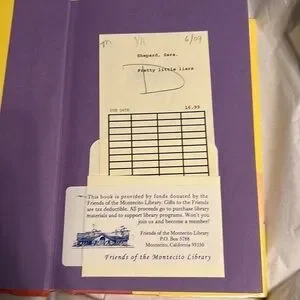 m YA 6/09
Shepard, Sara.
Pretty little liars
D
DUE DATE 16.99
This book is provided by funds donated by the
Friends of the Montecito Library. Gifts to the Friends
are tax deductible. All proceeds go to purchase library
materials and to support library programs. Won't you
join us and become a member?
Friends of the Montecito Library
P.O. Box 5788
Montecito, California 93150
Friends of the Montecito Library